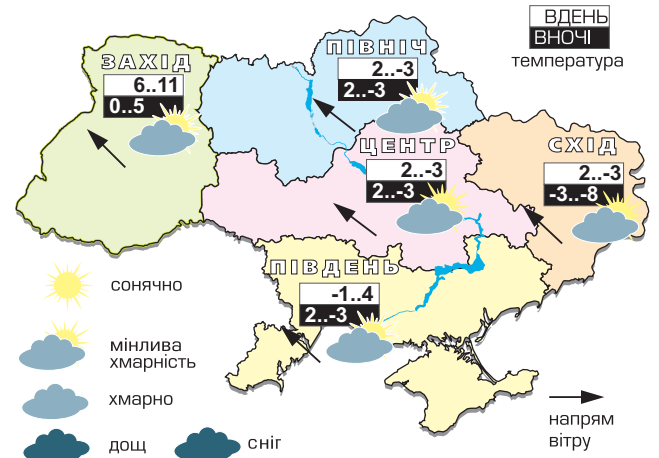 ВДЕНЬ
ВНОЧІ
температура
ЗАХІД
6..11
0..5
ПІВНІЧ
2..-3
2..-3
ЦЕНТР
2..-3
2..-3
СХІД
2..-3
-3..-8
ПІВДЕНЬ
-1..4
2..-3
сонячно
мінлива
хмарність
хмарно
дощ
сніг
напрям
вітру